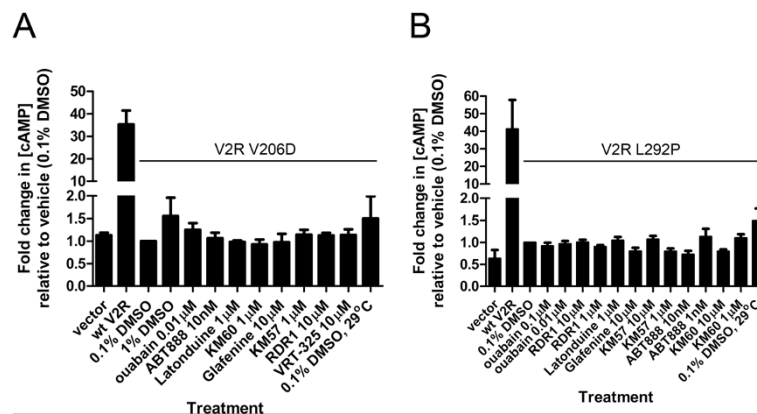 A
Fold change in [cAMP]
relative to vehicle (0.1% DMSO)
50
40
30
20
10
2.0
1.5
1.0
0.5
0.0
V2R V206D
vector
wt V2R
0.1% DMSO
1% DMSO
ouabain 0.01µM
ABT888 10nM
Latonduine 1µM
KM60 1µM
Glafenine 10µM
KM57 1µM
RDR1 10µM
VRT-325 10µM
0.1% DMSO, 29°C
Treatment
B
Fold change in [cAMP]
relative to vehicle (0.1% DMSO)
60
50
40
30
20
10
2.0
1.5
1.0
0.5
0.0
V2R L292P
vector
wt V2R
0.1% DMSO
ouabain 0.1µM
ouabain 0.01µM
RDR1 10µM
RDR1 1µM
Latonduine 1µM
Glafenine 10µM
KM57 10µM
KM57 1µM
ABT888 10nM
ABT888 1nM
KM60 10µM
KM60 1µM
0.1% DMSO, 29°C
Treatment